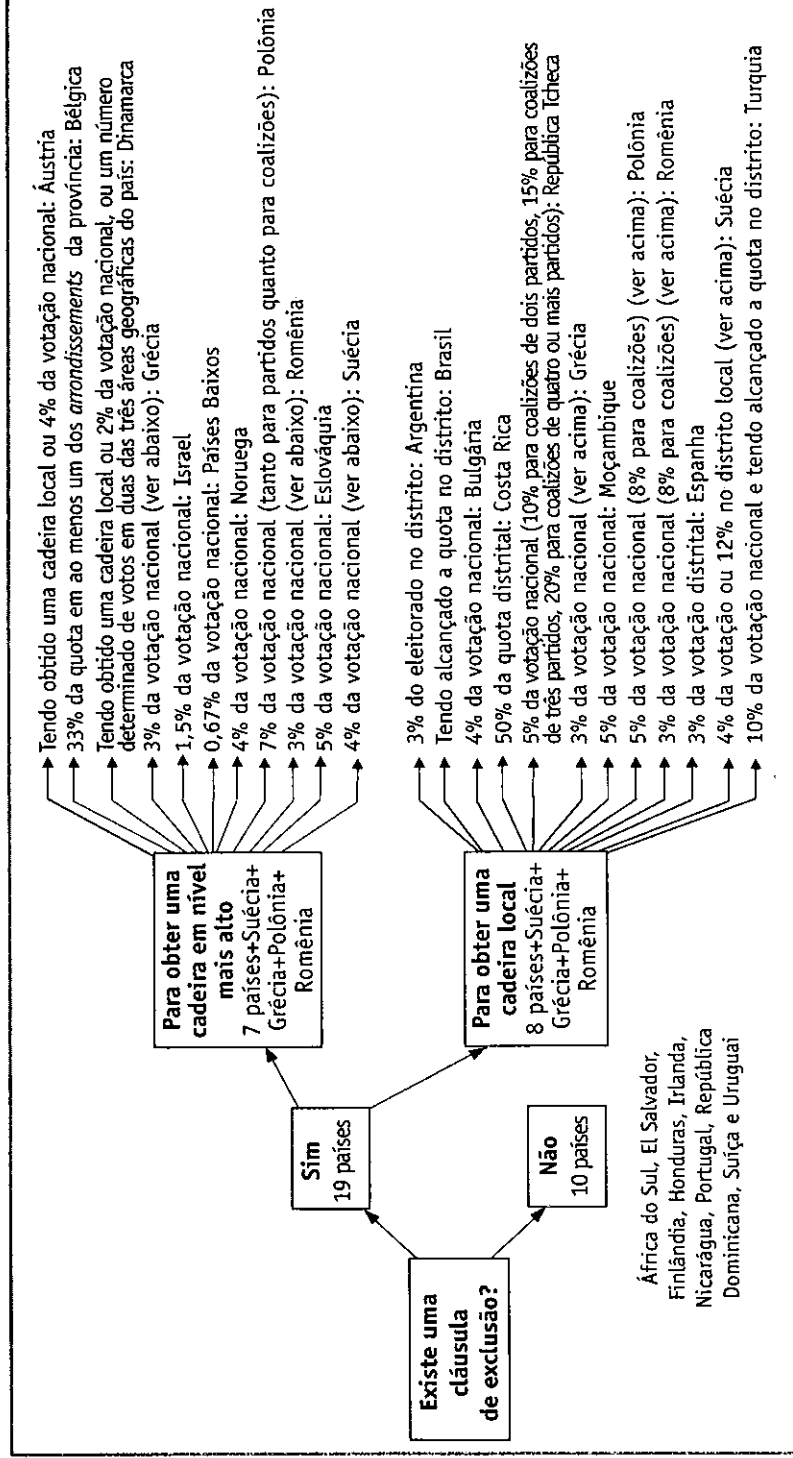 Existe uma
cláusula
de exclusão?
Sim
19 países
Não
10 países
África do Sul, El Salvador,
Finlândia, Honduras, Irlanda,
Nicarágua, Portugal, República
Dominicana, Suíça e Uruguai
Para obter uma
cadeira em nível
mais alto
7 países+Suécia+
Grécia+Polônia+
Romênia
Tendo obtido uma cadeira local ou 4% da votação nacional: Áustria
33% da quota em ao menos um dos arrondissements da província: Bélgica
Tendo obtido uma cadeira local ou 2% da votação nacional, ou um número
determinado de votos em duas das três áreas geográficas do país: Dinamarca
3% da votação nacional (ver abaixo): Grécia
1,5% da votação nacional: Israel
0,67% da votação nacional: Países Baixos
4% da votação nacional: Noruega
7% da votação nacional (tanto para partidos quanto para coalizões): Polônia
3% da votação nacional (ver abaixo): Romênia
5% da votação nacional: Eslováquia
4% da votação nacional (ver abaixo): Suécia
Para obter uma
cadeira local
8 países+Suécia+
Grécia+Polônia+
Romênia
3% do eleitorado no distrito: Argentina
Tendo alcançado a quota no distrito: Brasil
4% da votação nacional: Bulgária
50% da quota distrital: Costa Rica
5% da votação nacional (10% para coalizões de dois partidos, 15% para coalizões
de três partidos, 20% para coalizões de quatro ou mais partidos): República Tcheca
3% da votação nacional (ver acima): Grécia
5% da votação nacional: Moçambique
5% da votação nacional (8% para coalizões) (ver acima): Polônia
3% da votação nacional (8% para coalizões) (ver acima): Romênia
3% da votação distrital: Espanha
4% da votação ou 12% no distrito local (ver acima): Suécia
10% da votação nacional e tendo alcançado a quota no distrito: Turquia